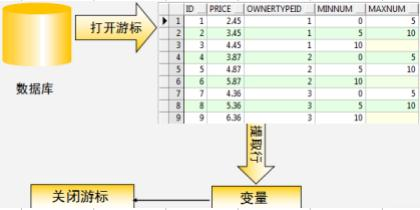 数据库
打开游标
ID PRICE OWNERTYPEID MINNUM MAXNUM
1 1 2.45 1 0 5
2 2 3.45 1 5 10
3 3 4.45 1 10
4 4 3.87 2 0 5
5 5 4.87 2 5 10
6 6 5.87 2 10
7 7 4.36 3 0 5
8 8 5.36 3 5 10
9 9 6.36 3 10
提取行
变量
关闭游标